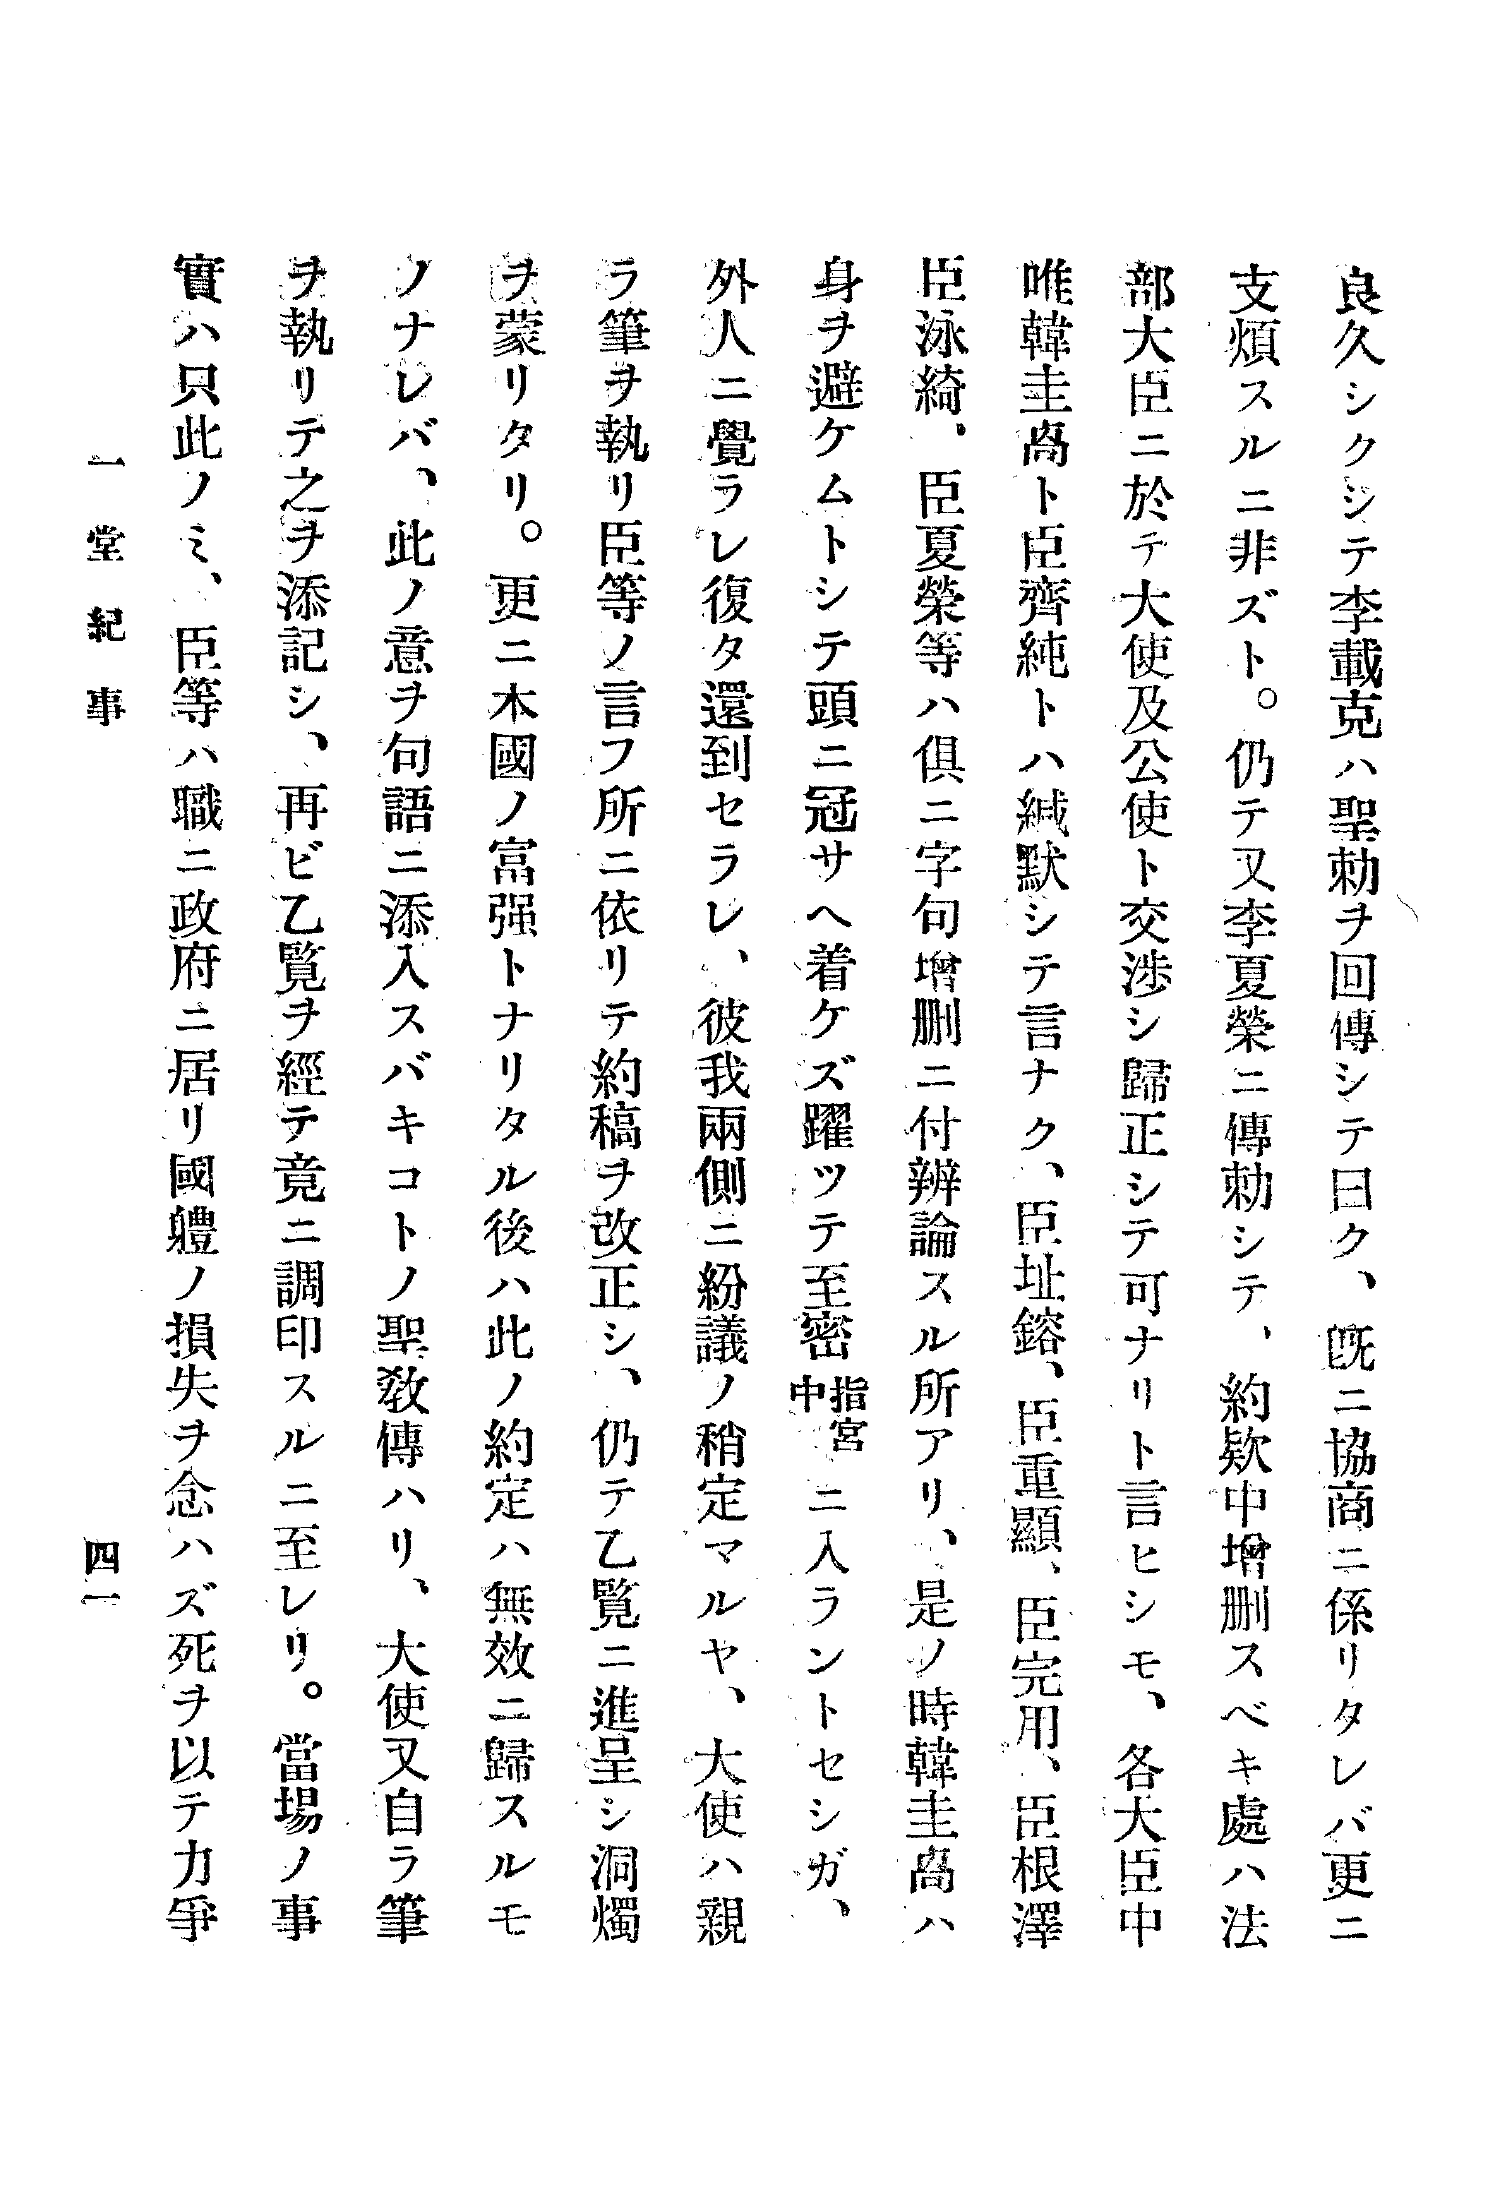 良久シクシテ李載克ハ聖勅ヲ回傳シテ曰ク、既ニ協商ニ係リタレバ更ニ
支煩スルニ非ズト。仍テ又李夏榮ニ傳勅シテ、約欵中增删スベキ處ハ法
部大臣ニ於テ大使及公使ト交渉シ歸正シテ可ナリト言ヒシモ、各大臣中
唯韓圭卨ト臣齊純トハ緘默シテ言ナク、臣址鎔、臣重顯、臣完用、臣根澤
臣泳綺、臣夏榮等ハ俱ニ字句增删ニ付辨論スル所アリ、是ノ時韓圭卨ハ
身ヲ避ケムトシテ頭ニ冠サヘ着ケズ躍ツテ至密指宮中ニ入ラントセシガ、
外人ニ覺ラレ復タ還到セラレ、彼我兩側ニ紛議ノ稍定マルヤ、大使ハ親
ラ筆ヲ執リ臣等ノ言フ所ニ依リテ約稿ヲ改正シ、仍テ乙覧ニ進呈シ洞燭
ヲ蒙リタリ。更ニ本國ノ富强トナリタル後ハ此ノ約定ハ無效ニ歸スルモ
ノナレバ、此ノ意ヲ句語ニ添入スバキコトノ聖敎傳ハリ、大使又自ラ筆
ヲ執リテ之ヲ添記シ、再ビ乙覧ヲ經テ竟ニ調印スルニ至レリ。當場ノ事
實ハ只此ノミ、臣等ハ職ニ政府ニ居リ國軆ノ損失ヲ念ハズ死ヲ以テ力爭
一堂紀事
四一